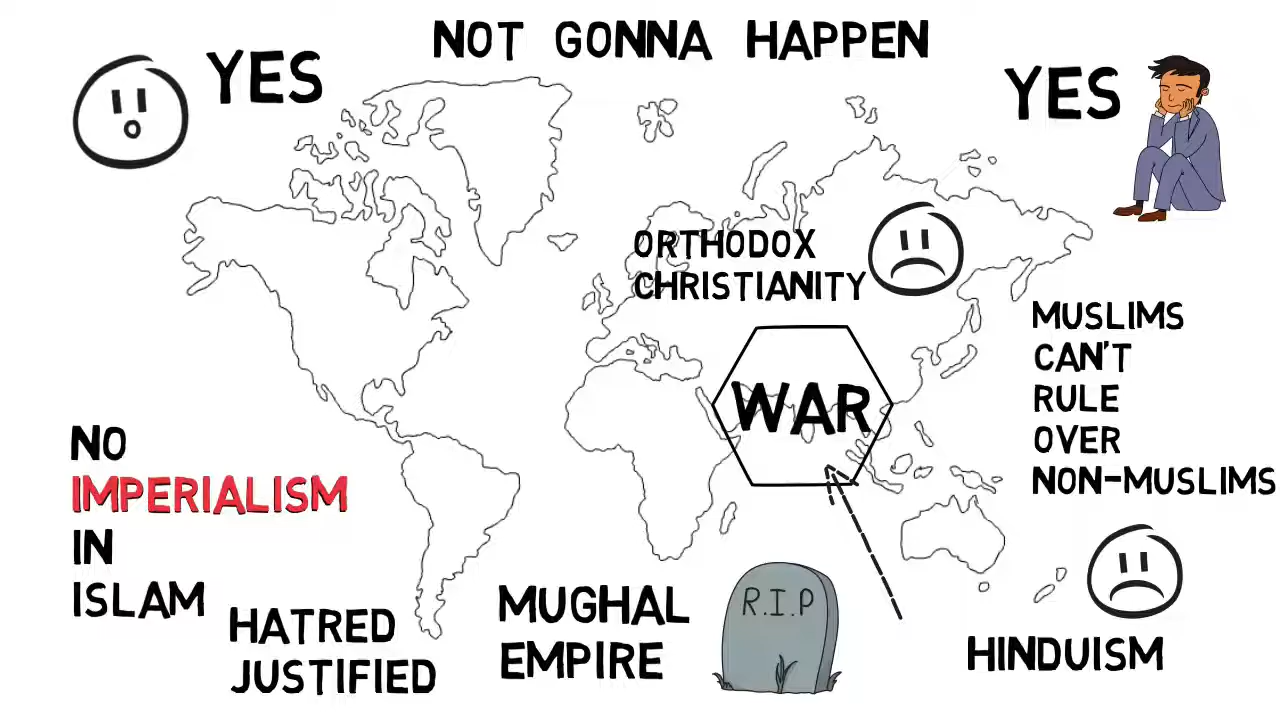 NOT GONNA HAPPEN
YES
YES
ORTHODOX
CHRISTIANITY
WAR
MUSLIMS
CAN'T
RULE
OVER
NON-MUSLIMS
NO
IMPERIALISM
IN
ISLAM
HATRED
JUSTIFIED
MUGHAL
EMPIRE
R.I.P
HINDUISM